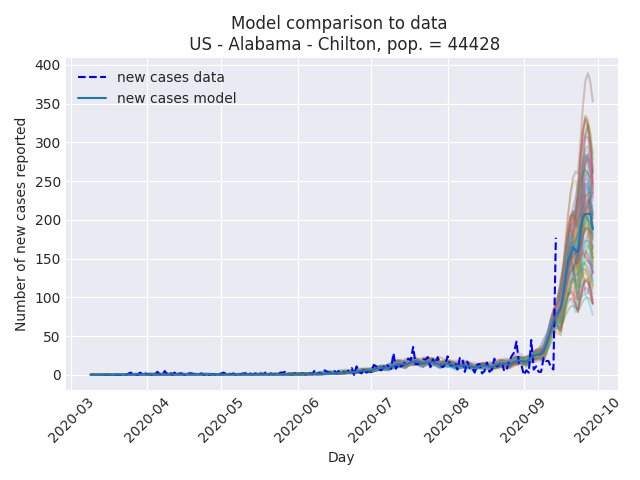 Model comparison to data
US - Alabama - Chilton, pop. = 44428
400
350
300
250
200
150
100
50
0
new cases data
new cases model
Number of new cases reported
2020-03
2020-04
2020-05
2020-06
2020-07
2020-08
2020-09
2020-10
Day